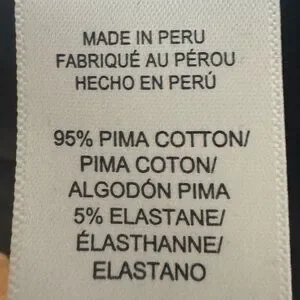 MADE IN PERU
FABRIQUÉ AU PÉROU
HECHO EN PERÚ
95% PIMA COTTON/
PIMA COTON/
ALGODÓN PIMA
5% ELASTANE/
ÉLASTHANNE/
ELASTANO